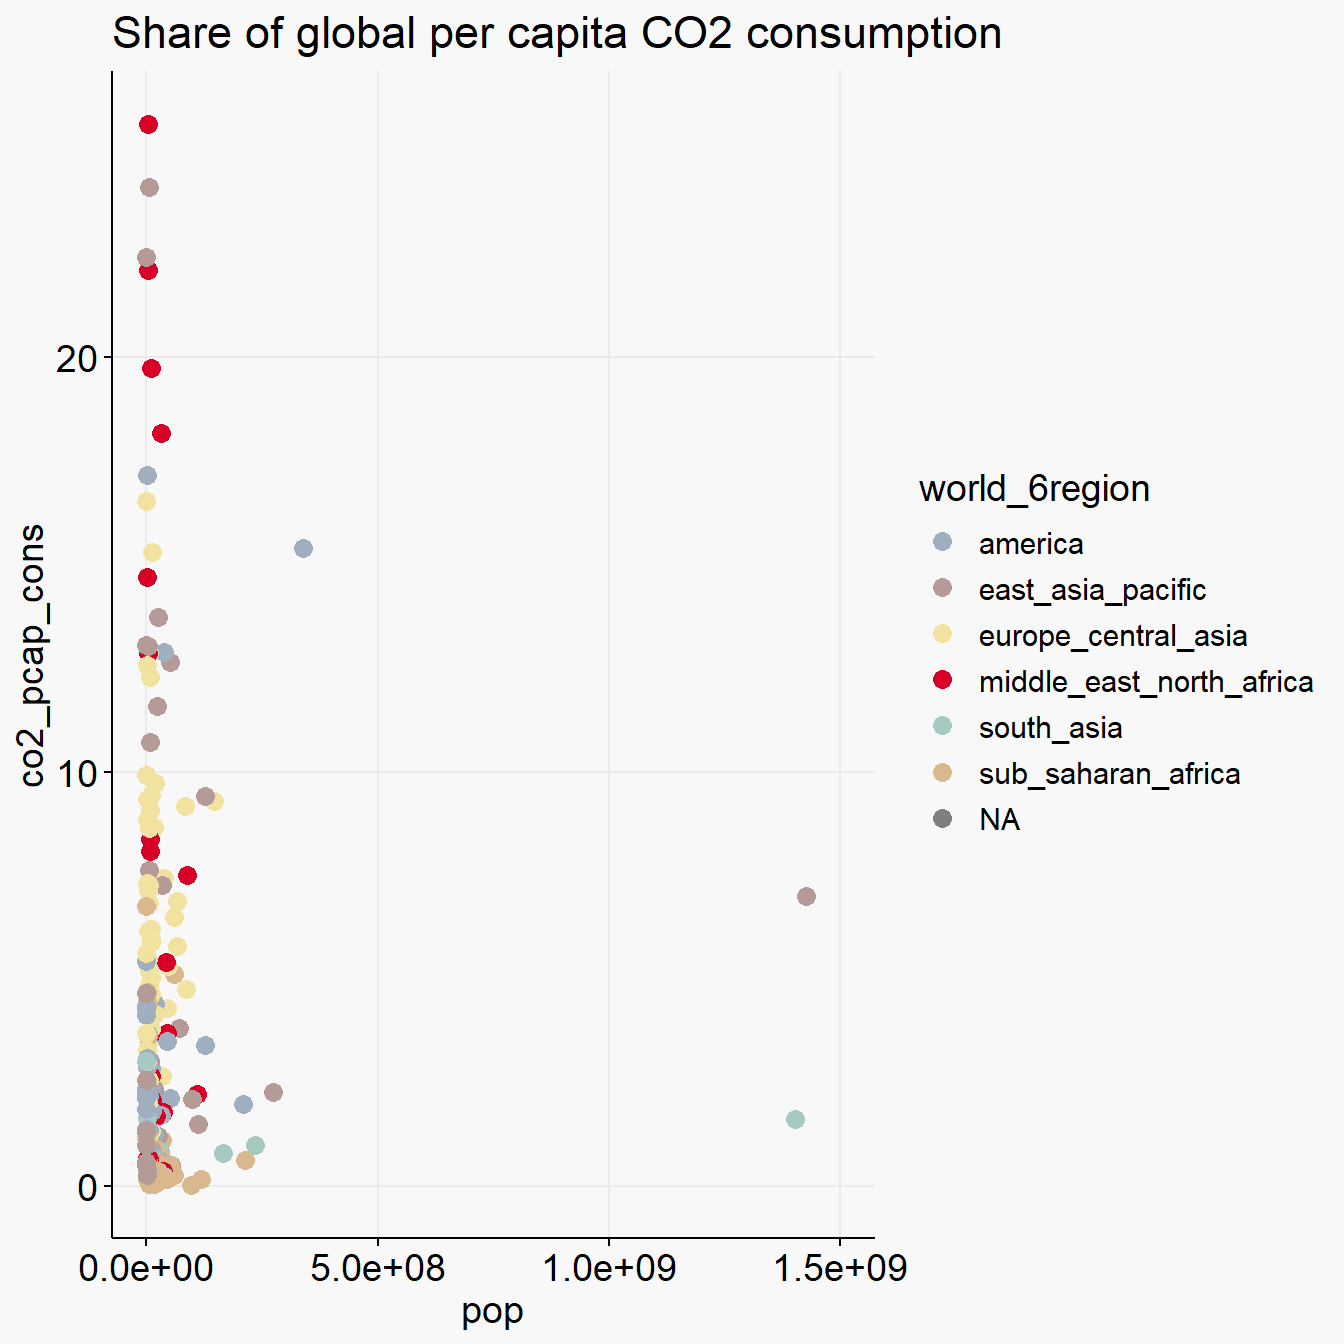 Share of global per capita CO2 consumption
co2_pcap_cons
20
10
0
0.0e+00 5.0e+08 1.0e+09 1.5e+09
pop
world_6region
america
east_asia_pacific
europe_central_asia
middle_east_north_africa
south_asia
sub_saharan_africa
NA